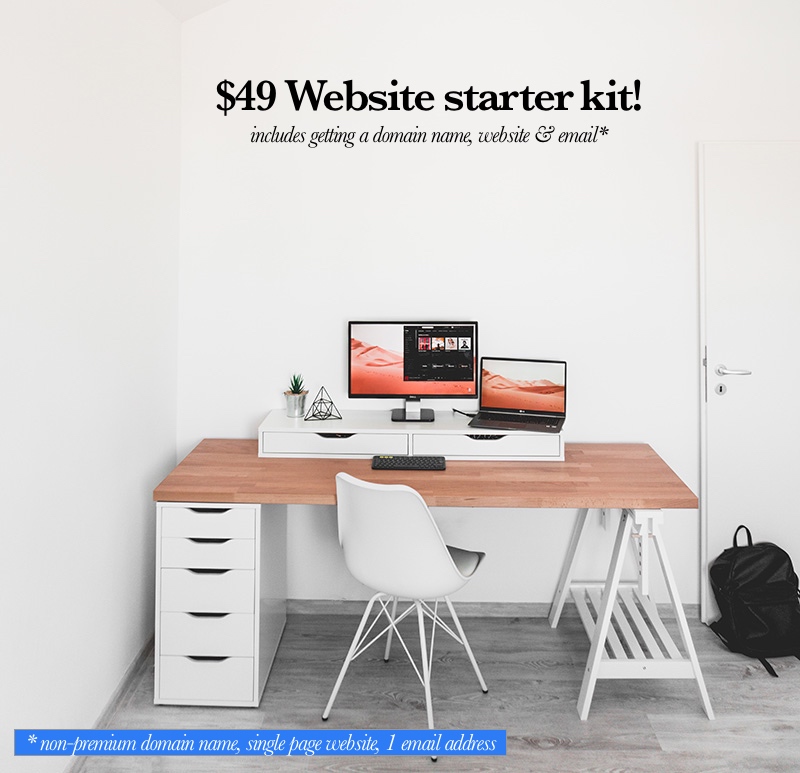 $49 Website starter kit!
includes getting a domain name, website & email*
* non-premium domain name, single page website, 1 email address